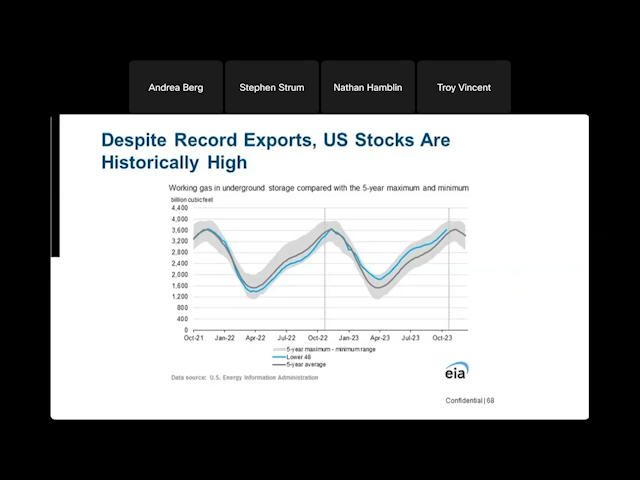 Andrea Berg
Stephen Strum
Nathan Hamblin
Troy Vincent
Despite Record Exports, US Stocks Are
Historically High
Working gas in underground storage compared with the 5-year maximum and minimum
billion cubic feet
4,400
4,000
3,600
3,200
2,800
2,400
2,000
1,600
1,200
800
400
0
Oct-21 Jan-22 Apr-22 Jul-22 Oct-22 Jan-23 Apr-23 Jul-23 Oct-23
5-year maximum - minimum range
Lower 48
5-year average
Data source: U.S. Energy Information Administration
eia
Confidential | 68